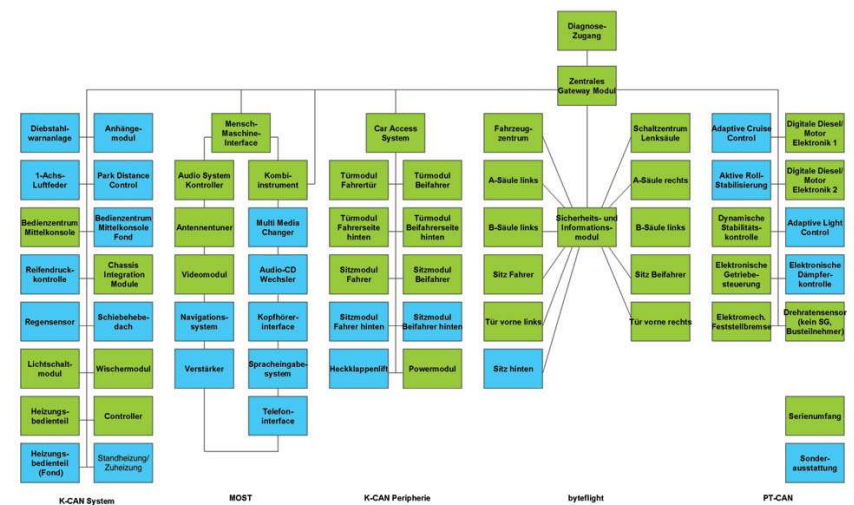 Diagnose-
Zugang
Zentrales
Gateway Modul
Diebstahl-
warnanlage
Anhänge-
modul
1-Achs-
Luftfeder
Park Distance
Control
Bedienzentrum
Mittelkonsole
Bedienzentrum
Mittelkonsole
Fond
Reifendruck-
kontrolle
Chassis
Integration
Module
Regensensor
Schiebehebe-
dach
Lichtschalt-
modul
Wischermodul
Heizungs-
bedienteil
Controller
Heizungs-
bedienteil
(Fond)
Standheizung/
Zuheizung
K-CAN System
Mensch-
Maschine-
Interface
Audio System
Kontroller
Kombi-
instrument
Antennentuner
Multi Media
Changer
Videomodul
Audio-CD
Wechsler
Navigations-
system
Kopfhörer-
interface
Verstärker
Spracheingabe-
system
Telefon-
interface
MOST
Car Access
System
Türmodul
Fahrertür
Türmodul
Beifahrer
Türmodul
Fahrerseite
hinten
Türmodul
Beifahrerseite
hinten
Sitzmodul
Fahrer
Sitzmodul
Beifahrer
Sitzmodul
Fahrer hinten
Sitzmodul
Beifahrer hinten
Heckklappenlift
Powermodul
K-CAN Peripherie
Fahrzeug-
zentrum
Schaltzentrum
Lenksäule
A-Säule links
A-Säule rechts
B-Säule links
Sicherheits- und
Informations-
modul
B-Säule links
Sitz Fahrer
Sitz Beifahrer
Tür vorne links
Tür vorne rechts
Sitz hinten
byteflight
Adaptive Cruise
Control
Digitale Diesel/
Motor
Elektronik 1
Aktive Roll-
Stabilisierung
Digitale Diesel/
Motor
Elektronik 2
Dynamische
Stabilitäts-
kontrolle
Adaptive Light
Control
Elektronische
Getriebe-
steuerung
Elektronische
Dämpfer-
kontrolle
Elektromech.
Feststellbremse
Drehratensensor
(kein SG,
Busteilnehmer)
Serienumfang
Sonder-
ausstattung
PT-CAN